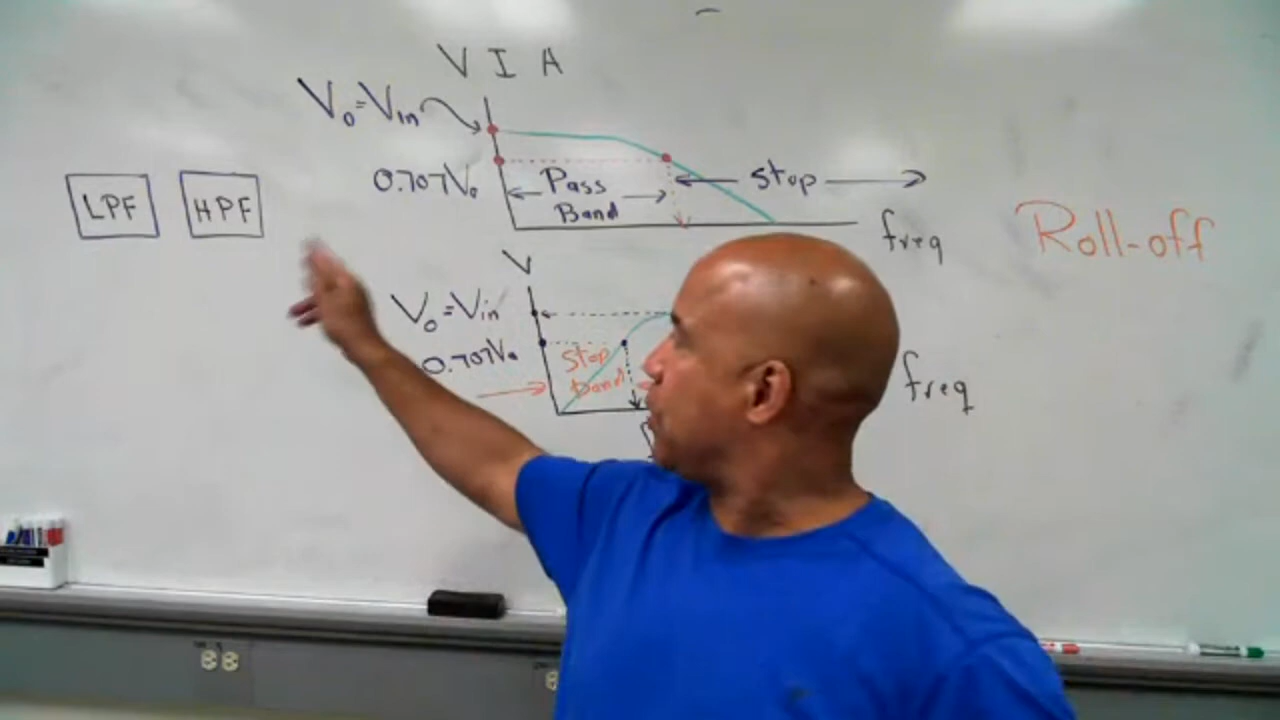 V I A
Vo=Vin
0.707Vo
Pass
Band
Stop
freq
LPF
HPF
Roll-off
V
Vo=Vin
0.707Vo
Stop
band
freq